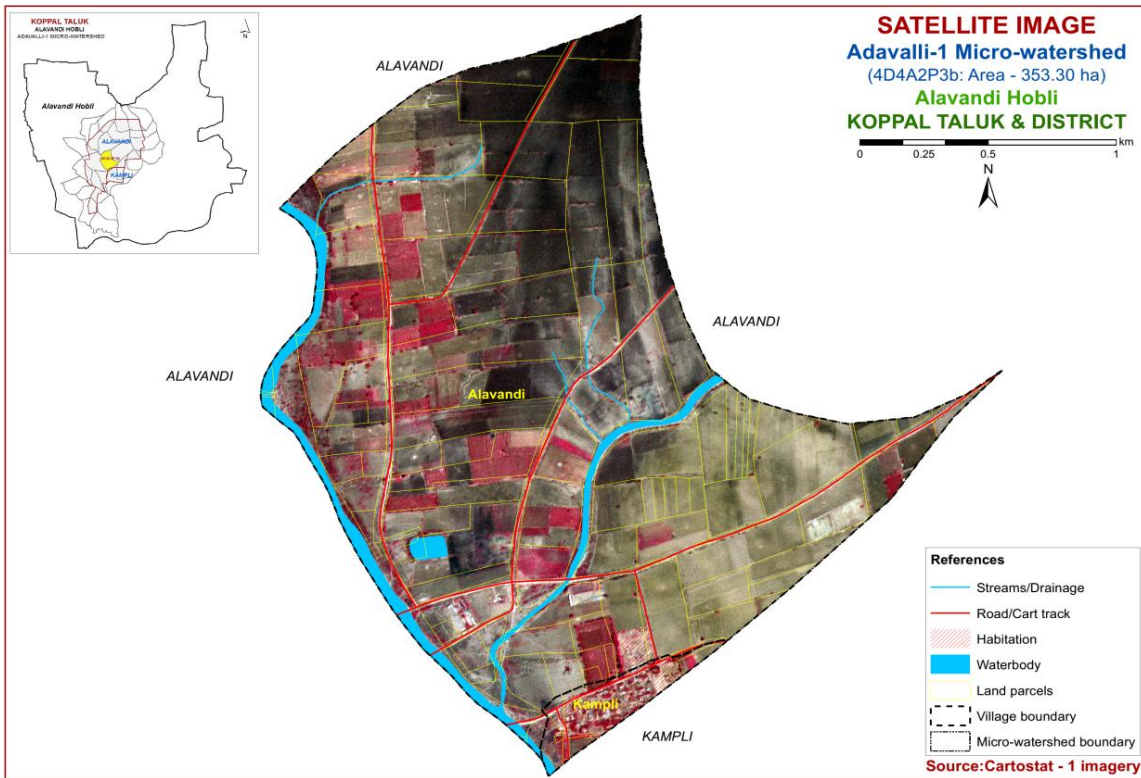 KOPPAL TALUK
ALAVANDI HOBLI
ADAVALLI-1 MICRO-WATERSHED
N
Alavandi Hobli
ALAVANDI
KAMPLI
SATELLITE IMAGE
Adavalli-1 Micro-watershed
(4D4A2P3b: Area - 353.30 ha)
Alavandi Hobli
KOPPAL TALUK & DISTRICT
km
0 0.25 0.5 1
N
ALAVANDI
ALAVANDI
ALAVANDI
Alavandi
Kampli
KAMPLI
References
Streams/Drainage
Road/Cart track
Habitation
Waterbody
Land parcels
Village boundary
Micro-watershed boundary
Source:Cartostat - 1 imagery